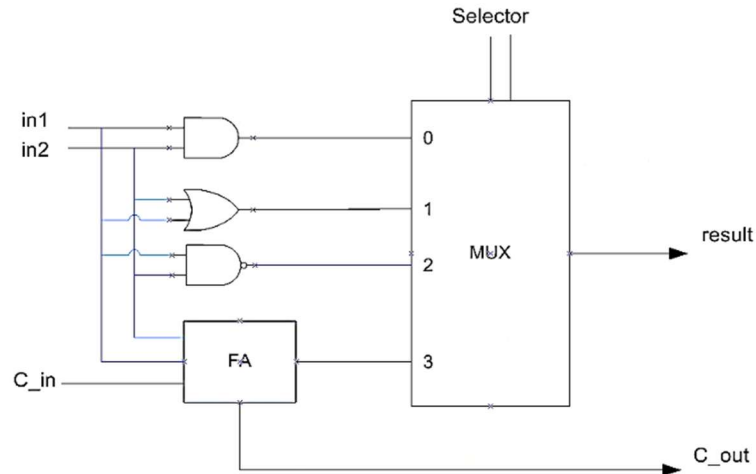 Selector
in1
in2
0
1
result
2
MUX
FA
3
C_in
C_out